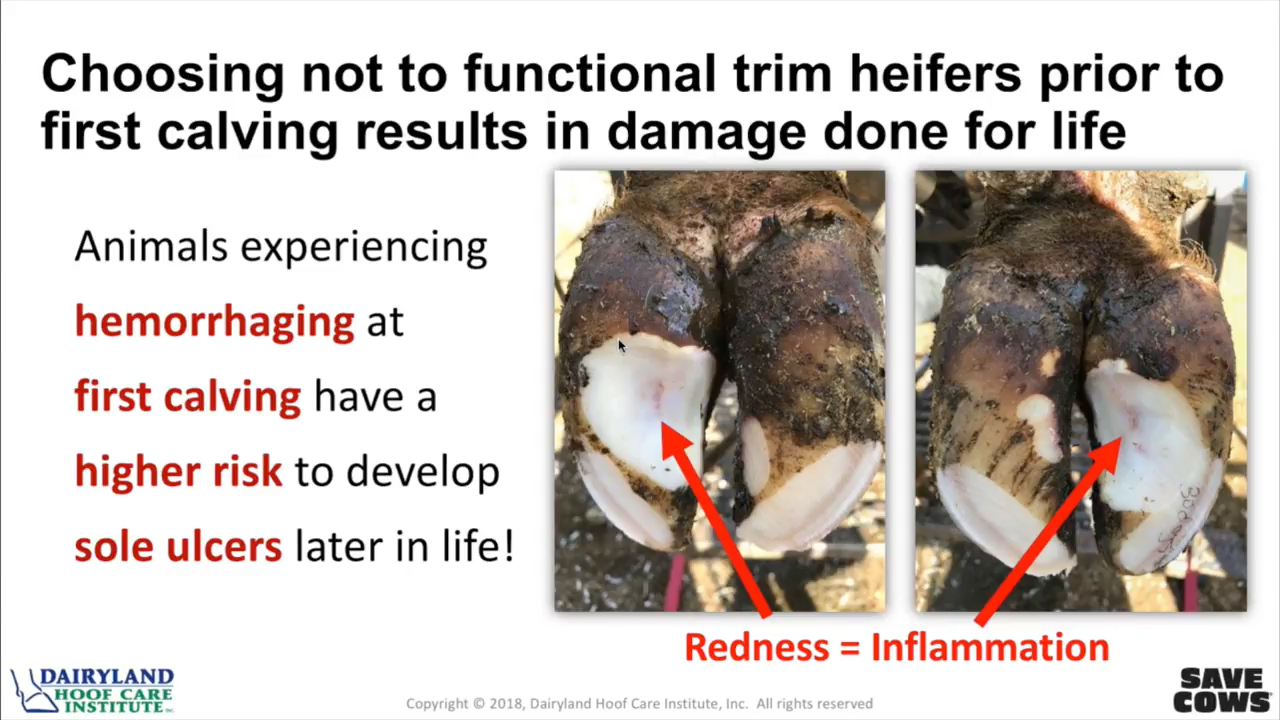 Choosing not to functional trim heifers prior to
first calving results in damage done for life
Animals experiencing
hemorrhaging at
first calving have a
higher risk to develop
sole ulcers later in life!
Redness = Inflammation
DAIRYLAND
HOOF CARE
INSTITUTE INC.
Copyright © 2018, Dairyland Hoof Care Institute, Inc. All rights reserved
SAVE
COWS